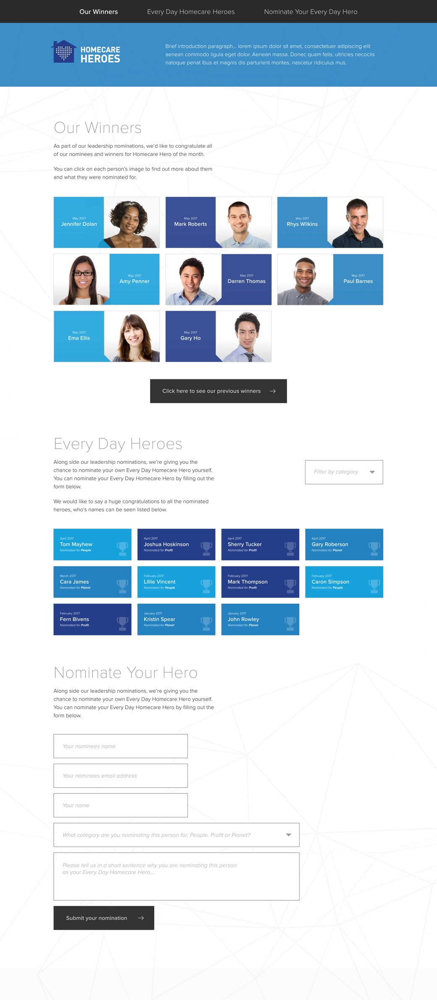 Our Winners
Every Day Homecare Heroes
Nominate Your Every Day Hero
HOMECARE
HEROES
Brief introduction paragraph... lorem ipsum dolor sit amet, consectetuer adipiscing elit
aenean commodo ligula eget dolor. Aenean massa. Donec quam felis, ultricies necociis
natoque penat ibus et magnis dis parturient montes, nascetur ridiculus mus.
Our Winners
As part of our leadership nominations, we’d like to congratulate all
of our nominees and winners for Homecare Hero of the month.
You can click on each person’s image to find out more about them
and what they were nominated for.
May 2017
Jennifer Dolan
May 2017
Mark Roberts
May 2017
Rhys Wilkins
May 2017
Amy Penner
May 2017
Darren Thomas
May 2017
Paul Barnes
May 2017
Ema Ellis
May 2017
Gary Ho
Click here to see our previous winners
Every Day Heroes
Along side our leadership nominations, we’re giving you the
chance to nominate your own Every Day Homecare Hero yourself.
You can nominate your Every Day Homecare Hero by filling out the
form below.
Filter by category
We would like to say a huge congratulations to all the nominated
heroes, who’s names can be seen listed below.
April 2017
Tom Mayhew
Nominated for People
April 2017
Joshua Hoskinson
Nominated for Profit
April 2017
Sherry Tucker
Nominated for Profit
April 2017
Gary Roberson
Nominated for Planet
March 2017
Cara James
Nominated for Planet
February 2017
Lillie Vincent
Nominated for People
February 2017
Mark Thompson
Nominated for Profit
February 2017
Caron Simpson
Nominated for People
February 2017
Fern Bivens
Nominated for Profit
January 2017
Kristin Spear
Nominated for Planet
January 2017
John Rowley
Nominated for Planet
Nominate Your Hero
Along side our leadership nominations, we’re giving you the
chance to nominate your own Every Day Homecare Hero yourself.
You can nominate your Every Day Homecare Hero by filling out the
form below.
Your nominees name
Your nominees email address
Your name
What category are you nominating this person for: People, Profit or Planet?
Please tell us in a short sentence why you are nominating this person
as your Every Day Homecare Hero...
Submit your nomination